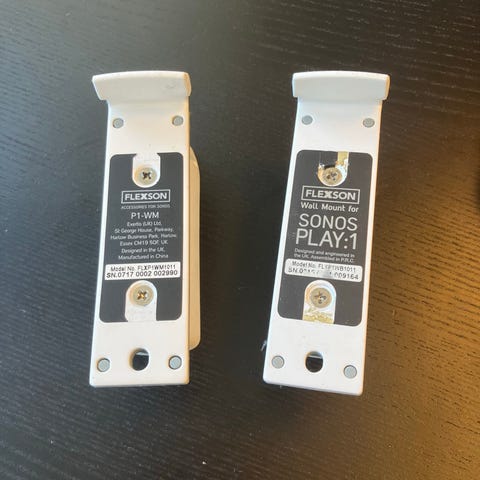 FLEXSON
ACCESSORIES FOR SONOS
P1-WM
Exertis (UK) Ltd,
St George House, Parkway,
Harlow Business Park, Harlow,
Essex CM19 5QF, UK
Designed in the UK,
Manufactured in China
Model No. FLXP1WM1011
SN.0717 0002 002990
FLEXSON
Wall Mount for
SONOS
PLAY:1
Designed and engineered in
the UK. Assembled in P.R.C.
Model No. FLXP1WB1011
009164